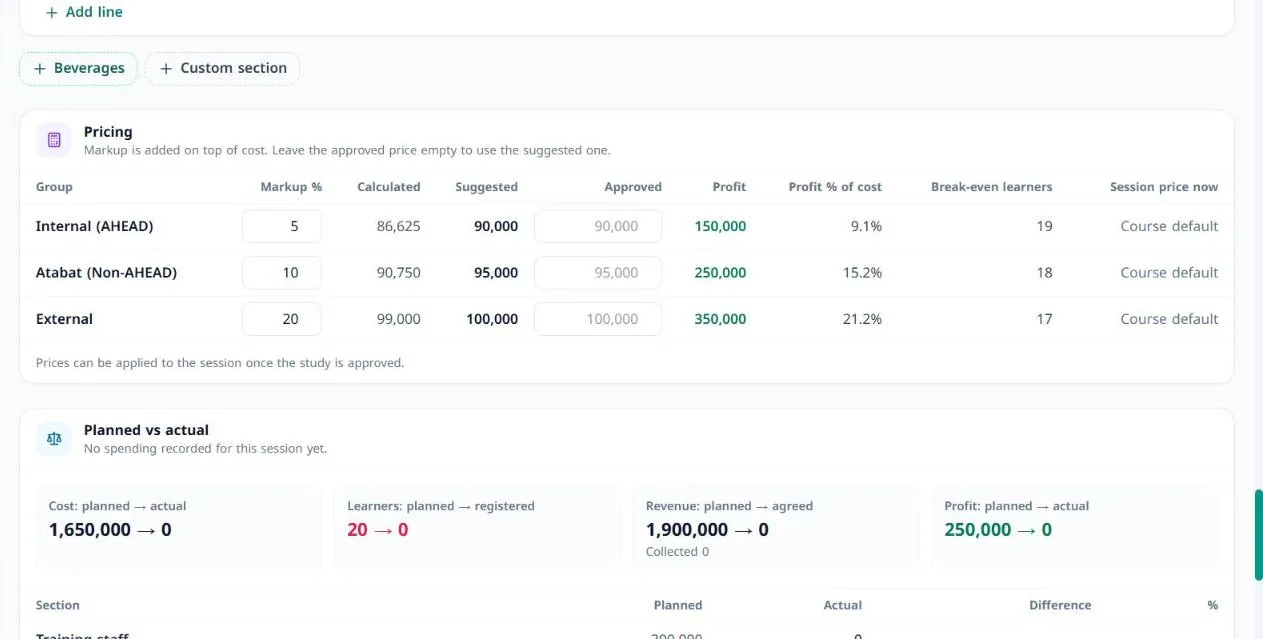 + Add line
+ Beverages + Custom section
Pricing
Markup is added on top of cost. Leave the approved price empty to use the suggested one.
Group Markup % Calculated Suggested Approved Profit Profit % of cost Break-even learners Session price now
Internal (AHEAD) 5 86,625 90,000 90,000 150,000 9.1% 19 Course default
Atabat (Non-AHEAD) 10 90,750 95,000 95,000 250,000 15.2% 18 Course default
External 20 99,000 100,000 100,000 350,000 21.2% 17 Course default
Prices can be applied to the session once the study is approved.
Planned vs actual
No spending recorded for this session yet.
Cost: planned → actual Learners: planned → registered Revenue: planned → agreed Profit: planned → actual
1,650,000 → 0 20 → 0 1,900,000 → 0 250,000 → 0
Collected 0
Section Planned Actual Difference %
Training staff 0